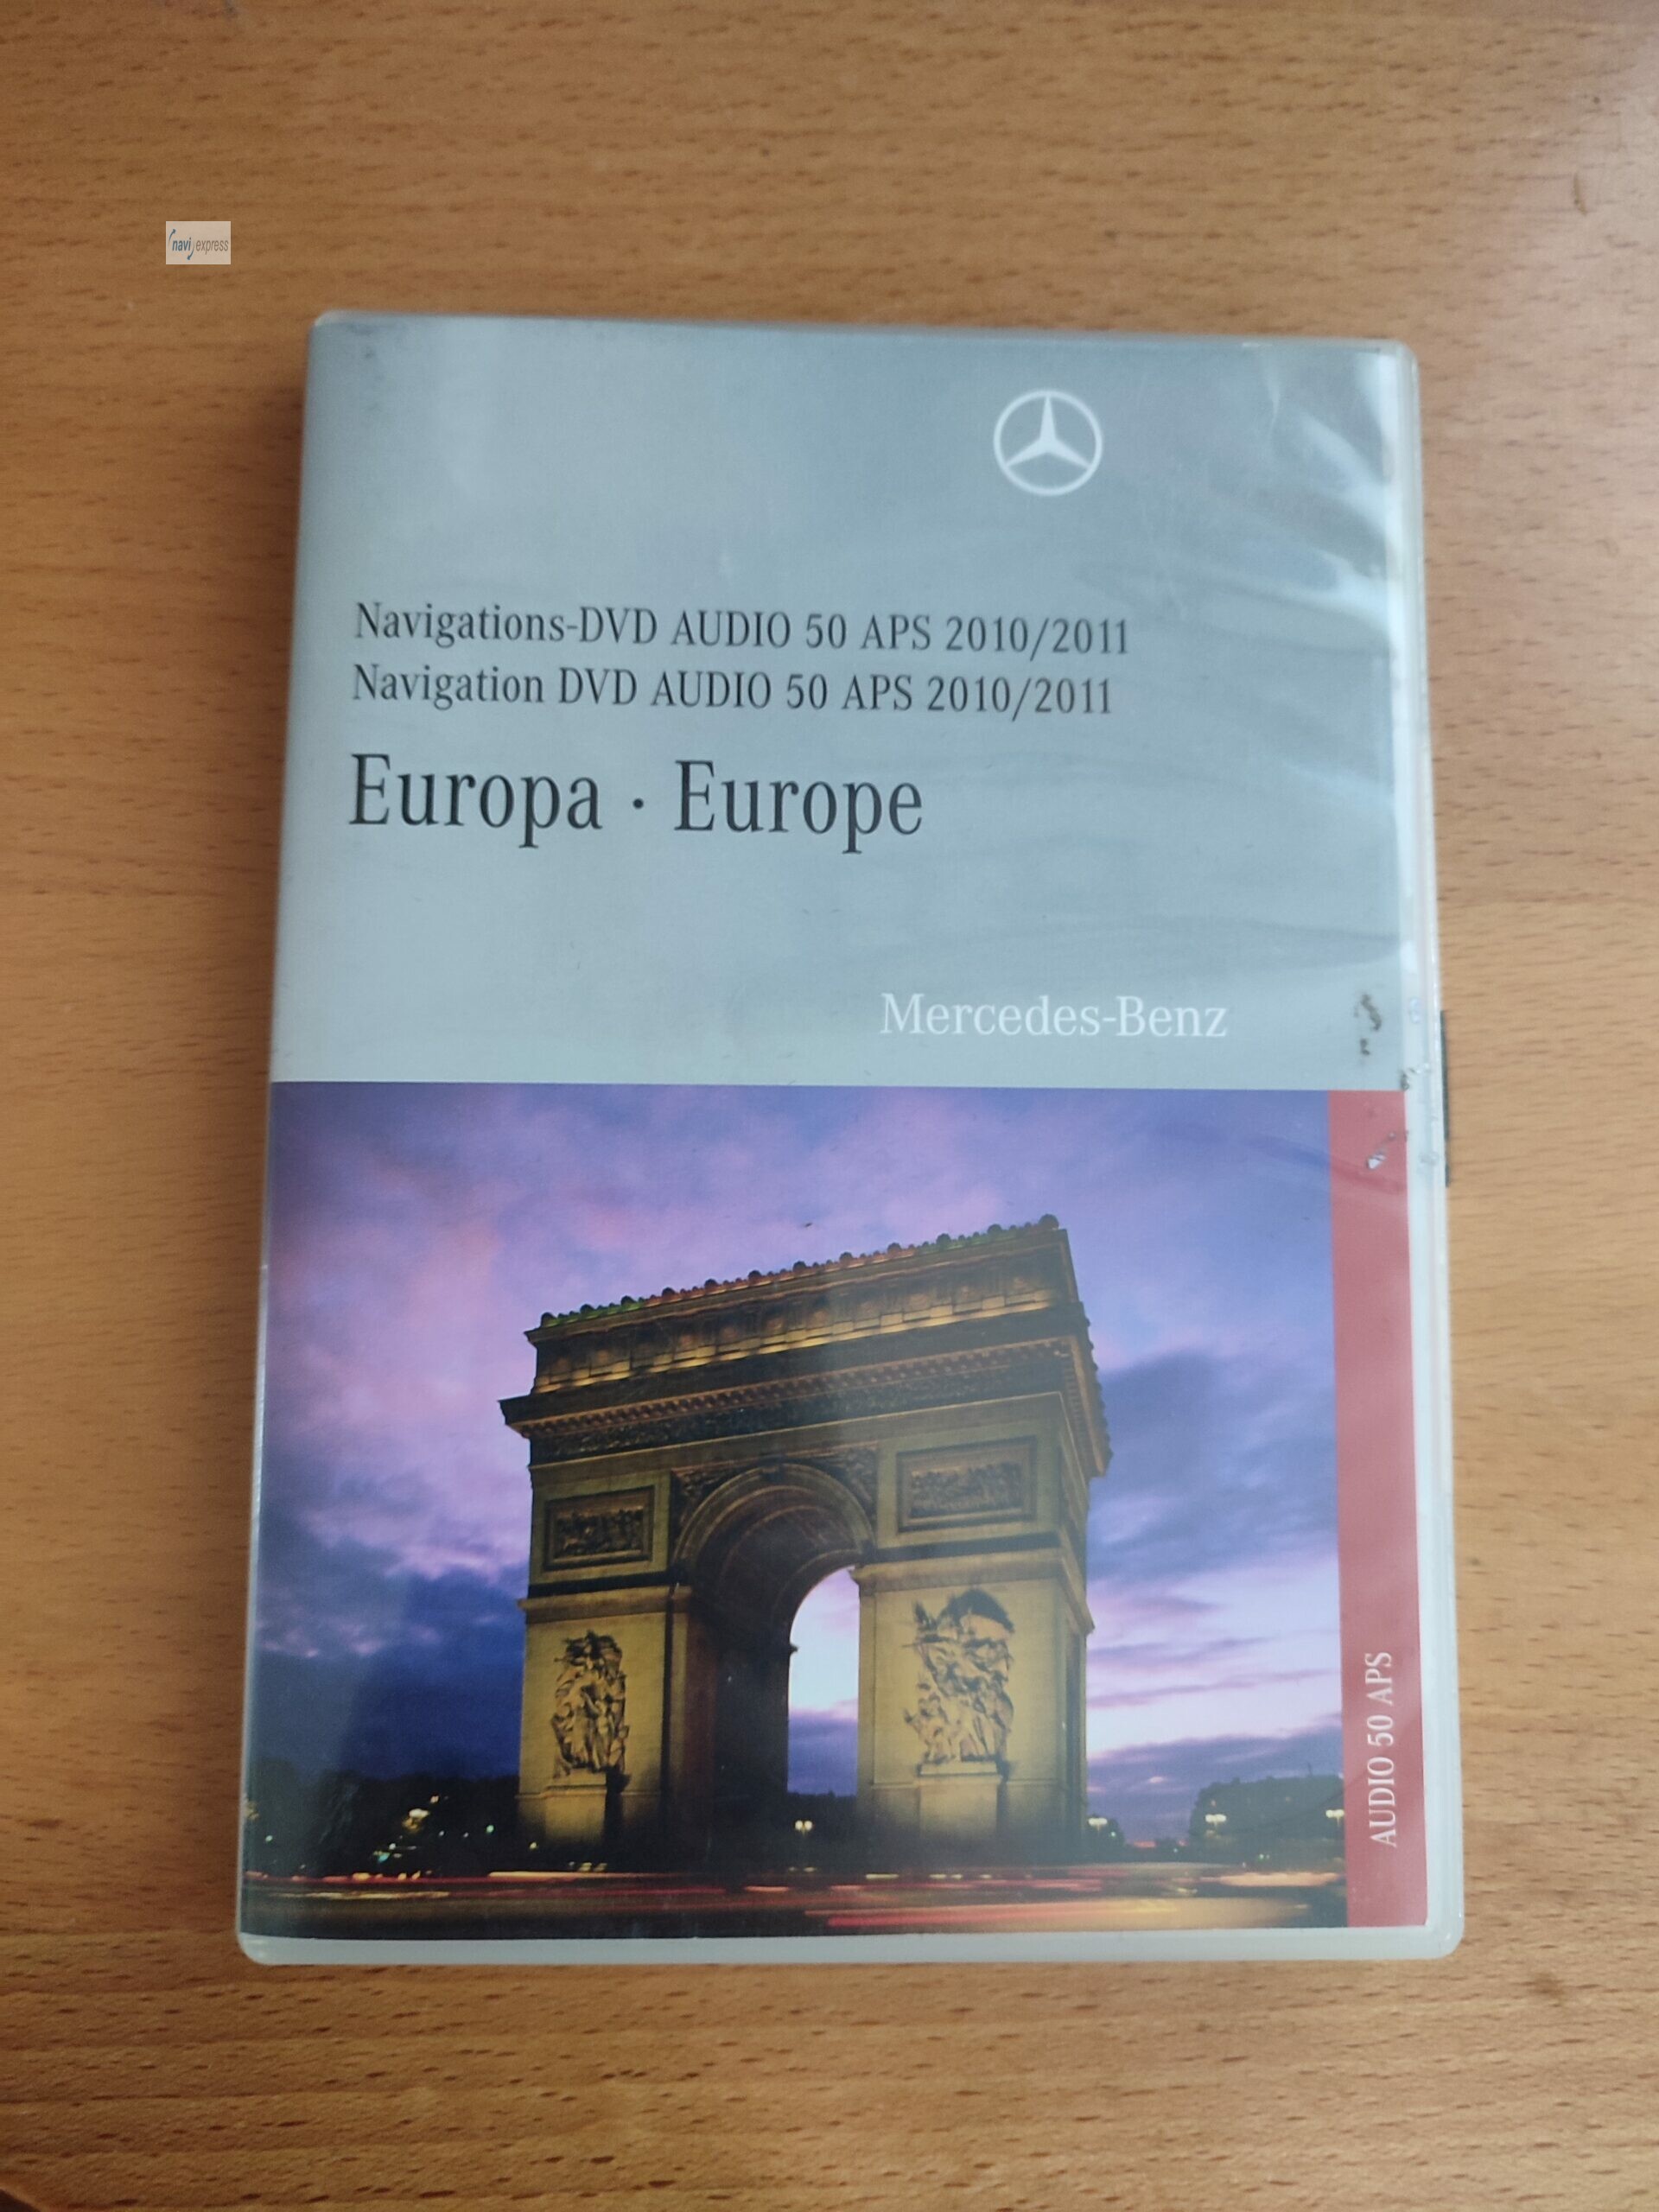 navi express
Navigations-DVD AUDIO 50 APS 2010/2011
Navigation DVD AUDIO 50 APS 2010/2011
Europa · Europe
Mercedes-Benz
AUDIO 50 APS